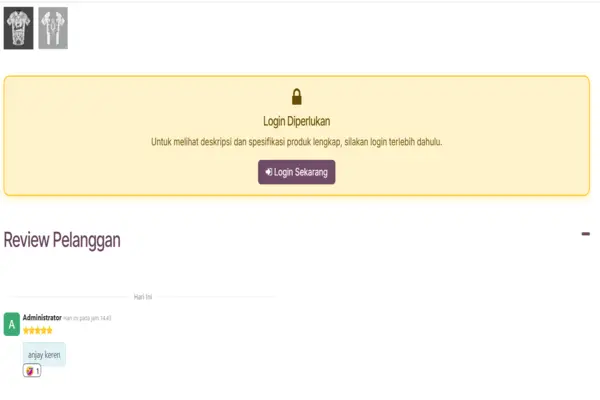 Login Diperlukan
Untuk melihat deskripsi dan spesifikasi produk lengkap, silakan login terlebih dahulu.
Login Sekarang
Review Pelanggan
Hari Ini
A
Administrator Hari ini pada jam 14.45
anjay keren
1